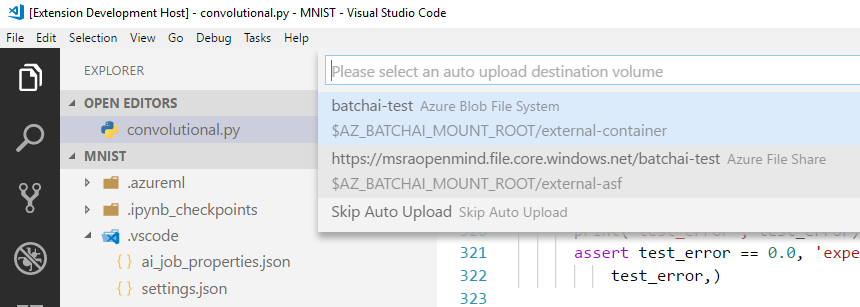 [Extension Development Host] - convolutional.py - MNIST - Visual Studio Code
File Edit Selection View Go Debug Tasks Help
EXPLORER
Please select an auto upload destination volume
OPEN EDITORS
batchai-test Azure Blob File System
convolutional.py
$AZ_BATCHAI_MOUNT_ROOT/external-container
MNIST
https://msraopenmind.file.core.windows.net/batchai-test Azure File Share
.azureml
$AZ_BATCHAI_MOUNT_ROOT/external-asf
.ipynb_checkpoints
Skip Auto Upload Skip Auto Upload
.vscode
320
321 assert test_error == 0.0, 'expe
ai_job_properties.json
322 test_error,)
settings.json
323